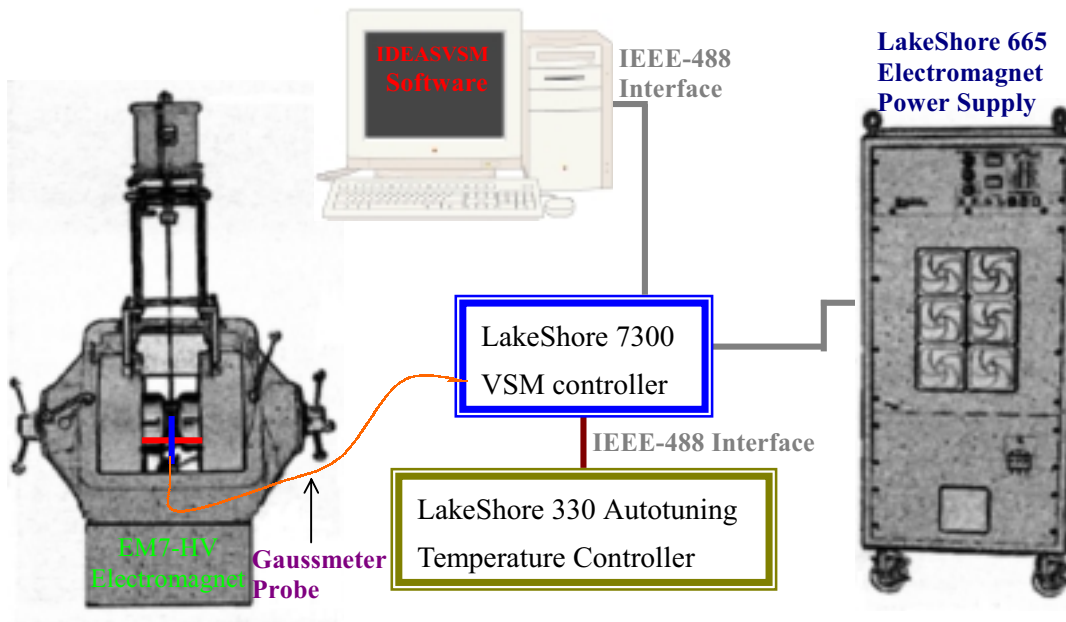 IDEASVSM
Software
IEEE-488
Interface
LakeShore 665
Electromagnet
Power Supply
LakeShore 7300
VSM controller
IEEE-488 Interface
LakeShore 330 Autotuning
Temperature Controller
EM7-HV
Electromagnet
Gaussmeter
Probe